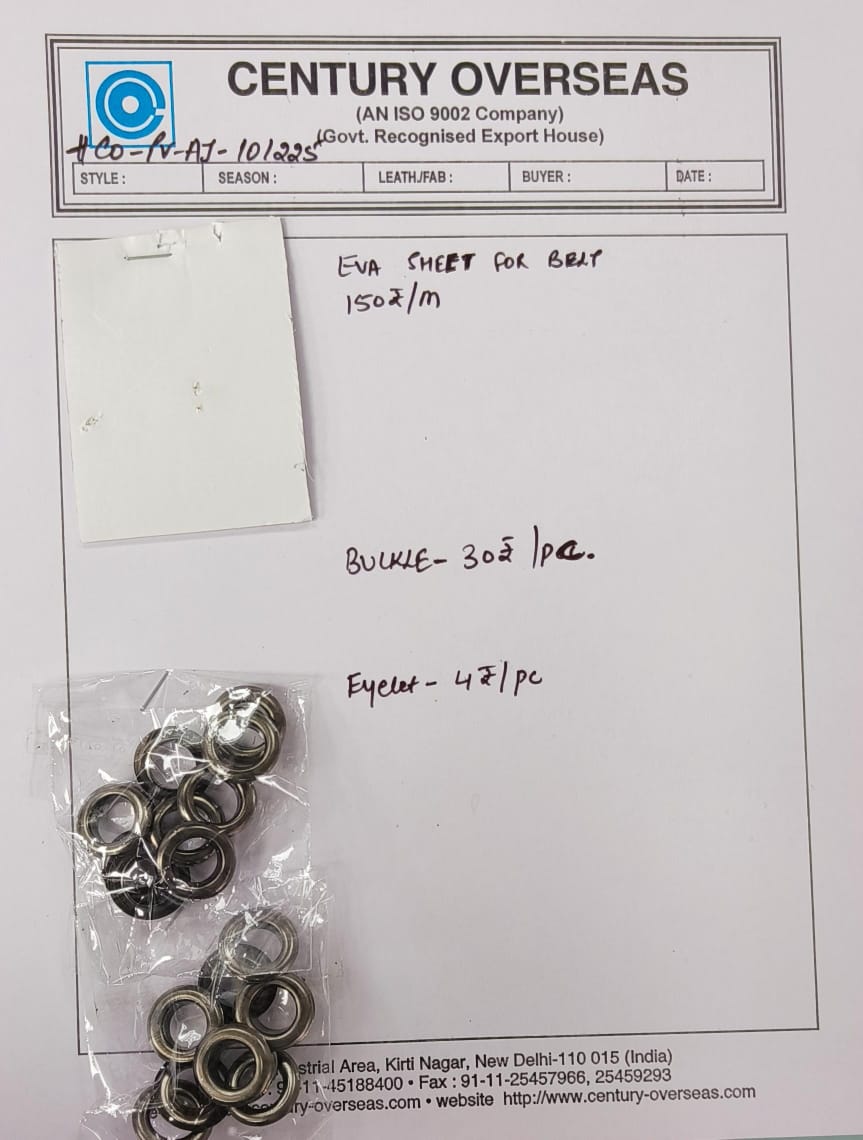 CENTURY OVERSEAS
(AN ISO 9002 Company)
(Govt. Recognised Export House)
#CO-PV-AJ-101225
STYLE : SEASON : LEATH./FAB : BUYER : DATE :
EVA SHEET FOR BELT
150₹/m
BUCKLE- 30₹ /pc.
Eyelet - 4₹/pc
strial Area, Kirti Nagar, New Delhi-110 015 (India)
11-45188400 • Fax : 91-11-25457966, 25459293
ry-overseas.com • website http://www.century-overseas.com